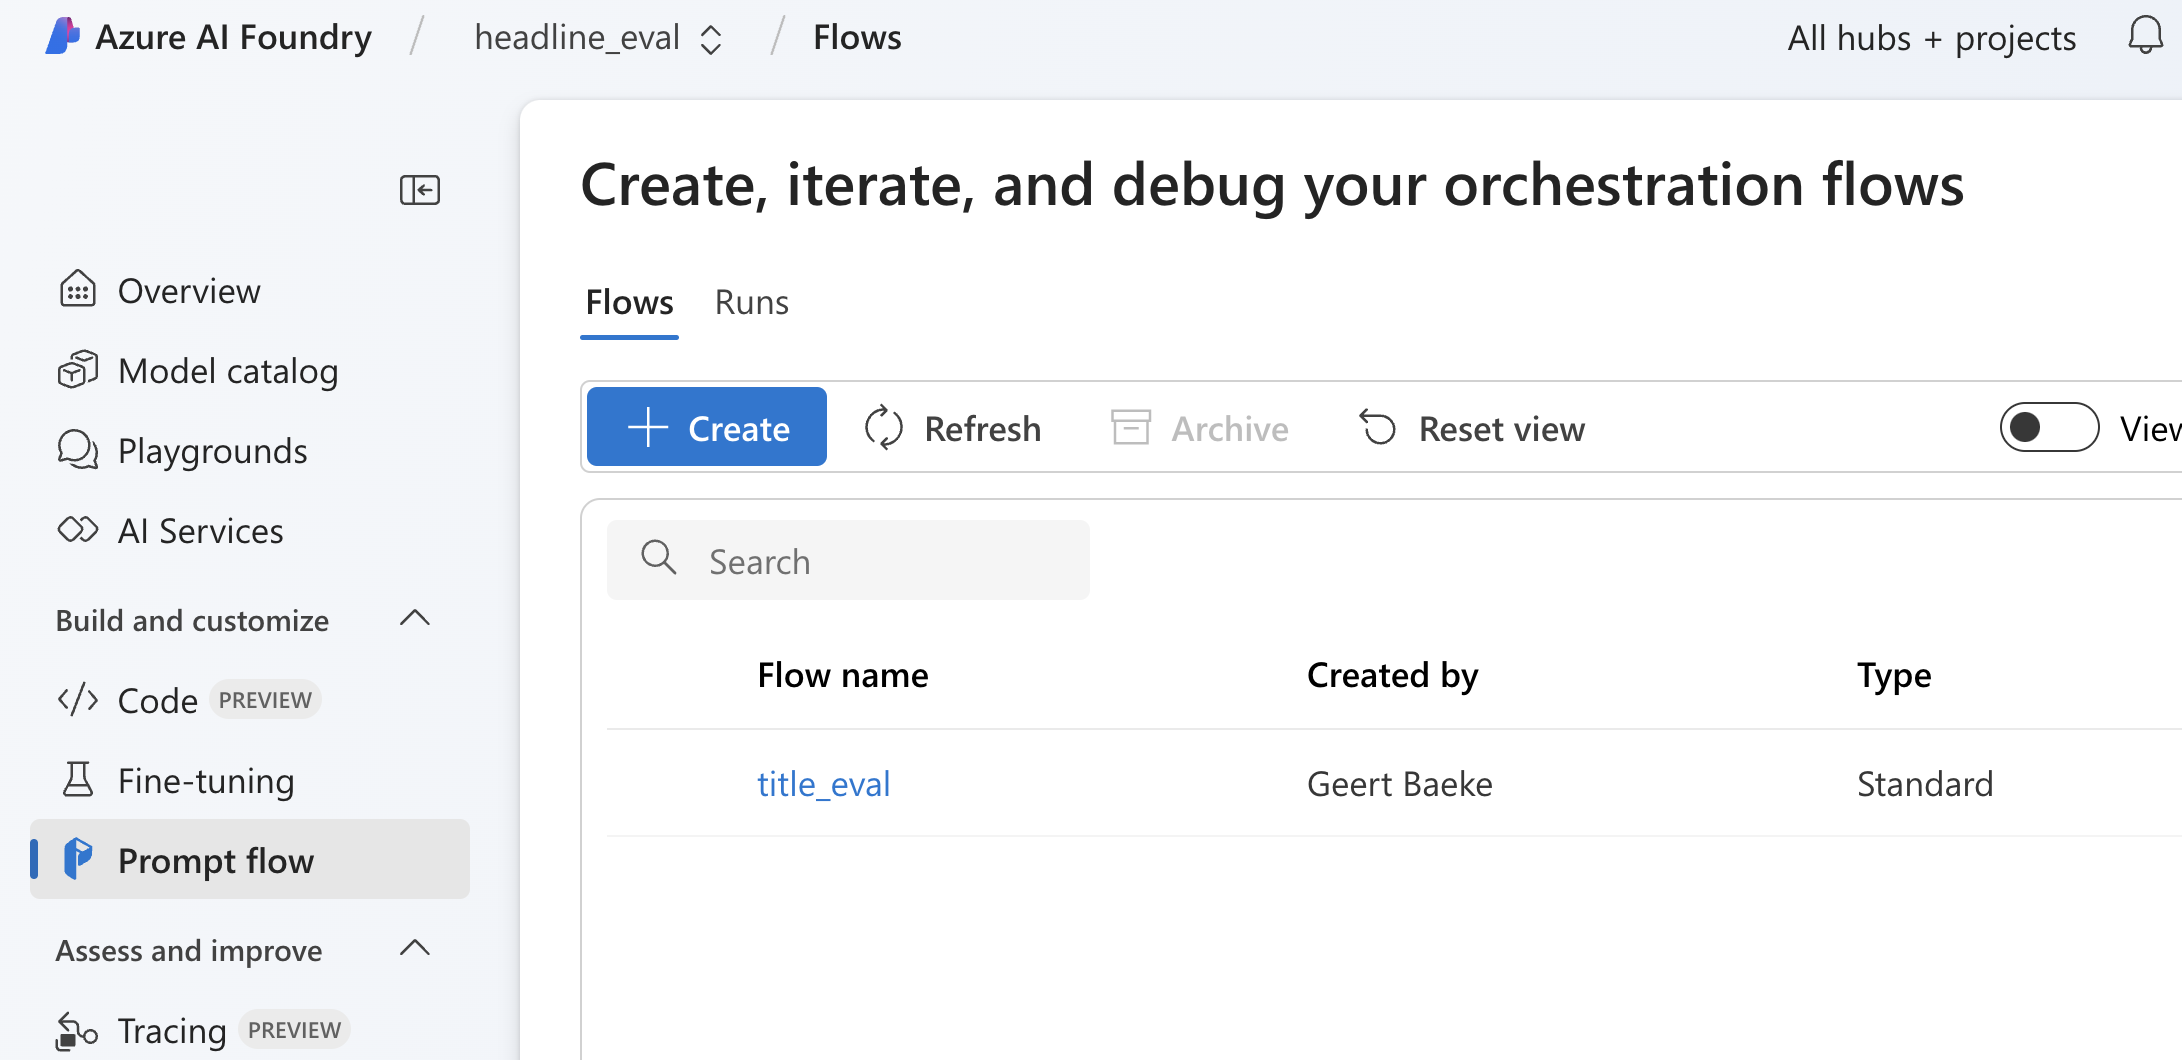 Azure AI Foundry / headline_eval / Flows
All hubs + projects
Overview
Model catalog
Playgrounds
AI Services
Build and customize
Code PREVIEW
Fine-tuning
Prompt flow
Assess and improve
Tracing PREVIEW
Create, iterate, and debug your orchestration flows
Flows Runs
Create Refresh Archive Reset view View
Search
Flow name Created by Type
title_eval Geert Baeke Standard